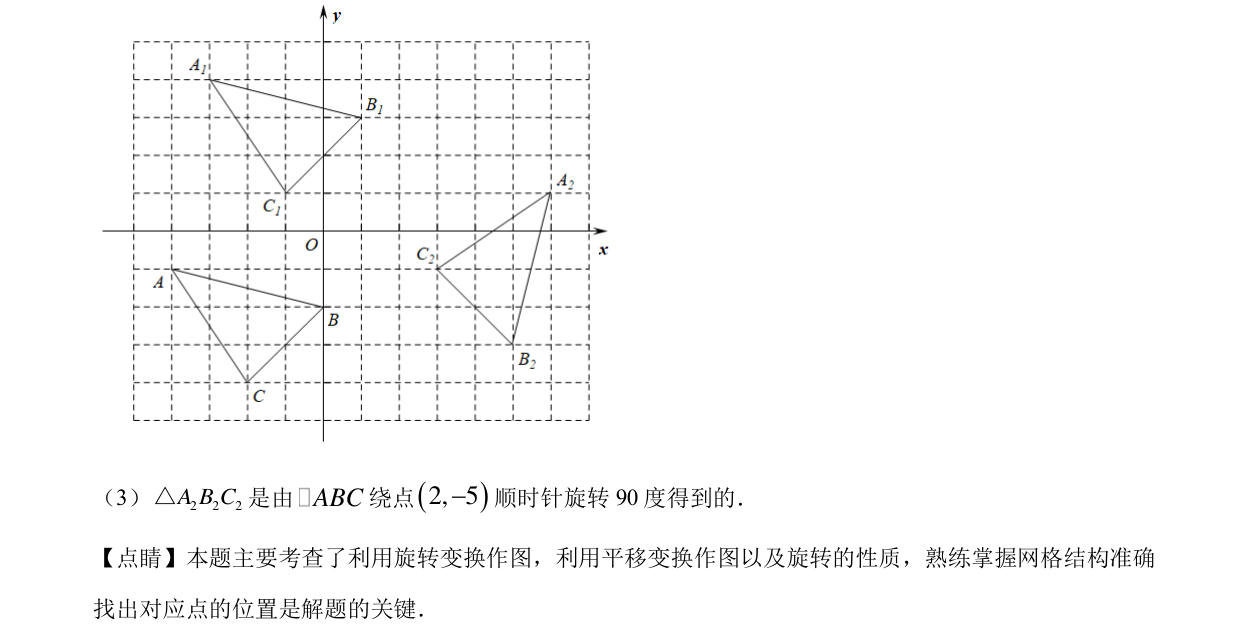 y
A₁
B₁
C₁
A₂
O
x
C₂
A
B
B₂
C
（3）△A₂B₂C₂是由□ABC绕点(2,−5)顺时针旋转90度得到的．
【点睛】本题主要考查了利用旋转变换作图，利用平移变换作图以及旋转的性质，熟练掌握网格结构准确
找出对应点的位置是解题的关键．